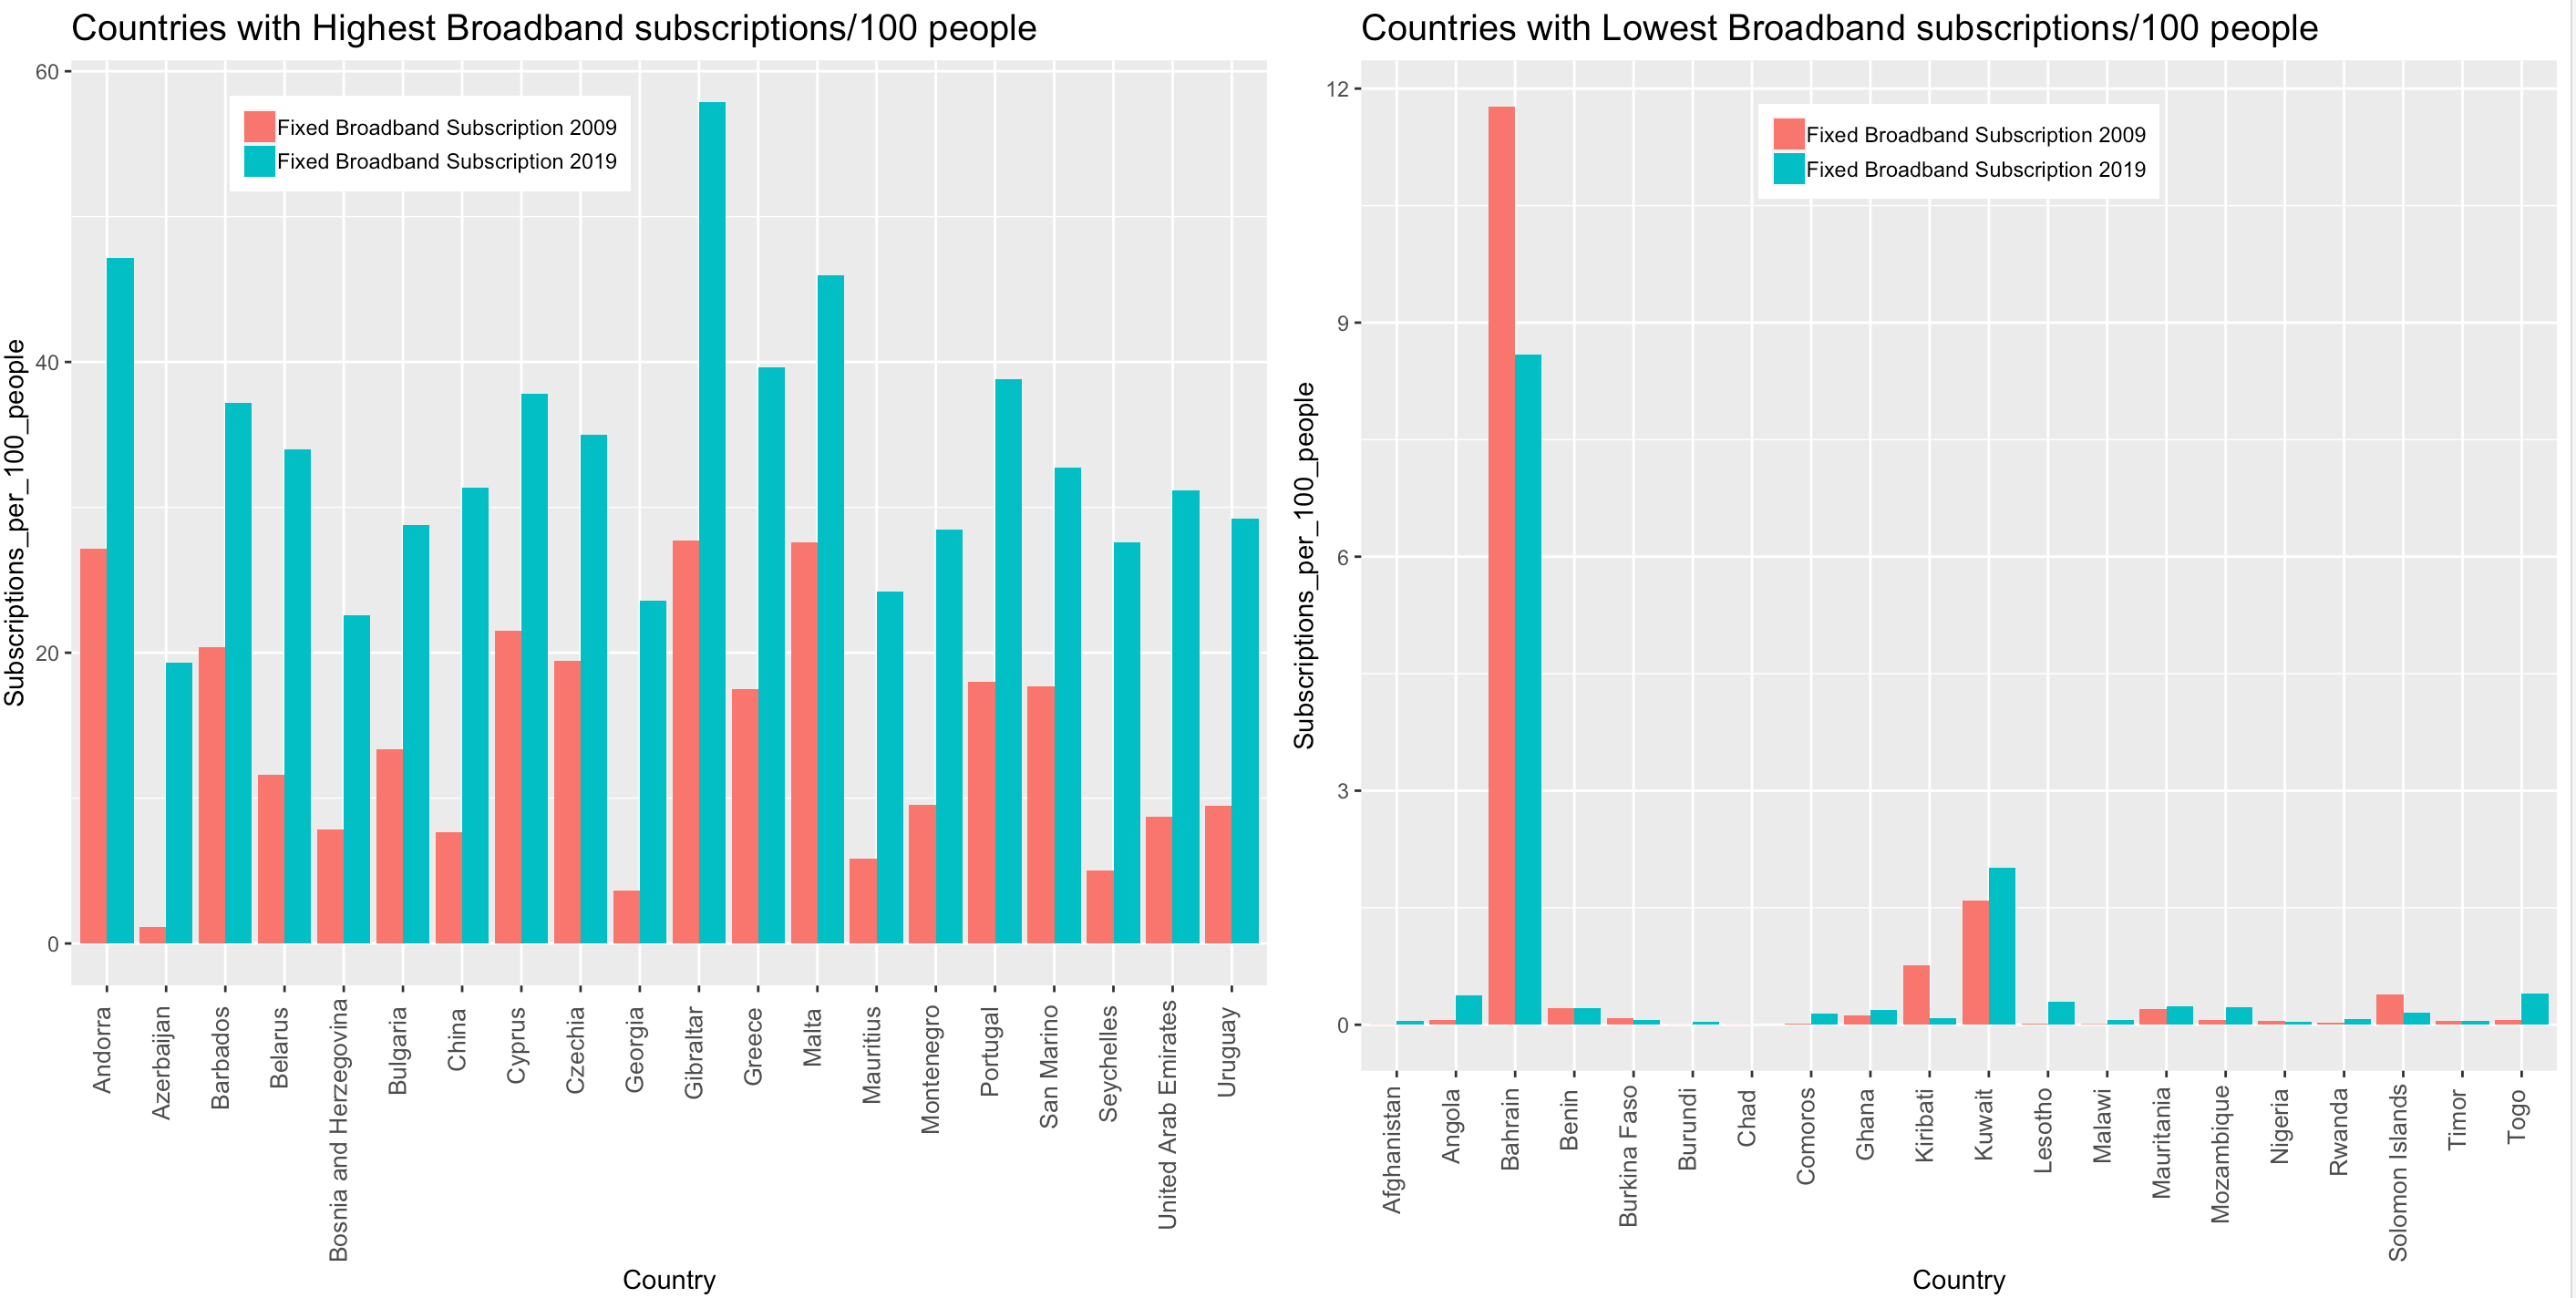 Countries with Highest Broadband subscriptions/100 people
Subscriptions_per_100_people
60
40
20
0
Fixed Broadband Subscription 2009
Fixed Broadband Subscription 2019
Andorra
Azerbaijan
Barbados
Belarus
Bosnia and Herzegovina
Bulgaria
China
Cyprus
Czechia
Georgia
Gibraltar
Greece
Malta
Mauritius
Montenegro
Portugal
San Marino
Seychelles
United Arab Emirates
Uruguay
Country
Countries with Lowest Broadband subscriptions/100 people
Subscriptions_per_100_people
12
9
6
3
0
Fixed Broadband Subscription 2009
Fixed Broadband Subscription 2019
Afghanistan
Angola
Bahrain
Benin
Burkina Faso
Burundi
Chad
Comoros
Ghana
Kiribati
Kuwait
Lesotho
Malawi
Mauritania
Mozambique
Nigeria
Rwanda
Solomon Islands
Timor
Togo
Country